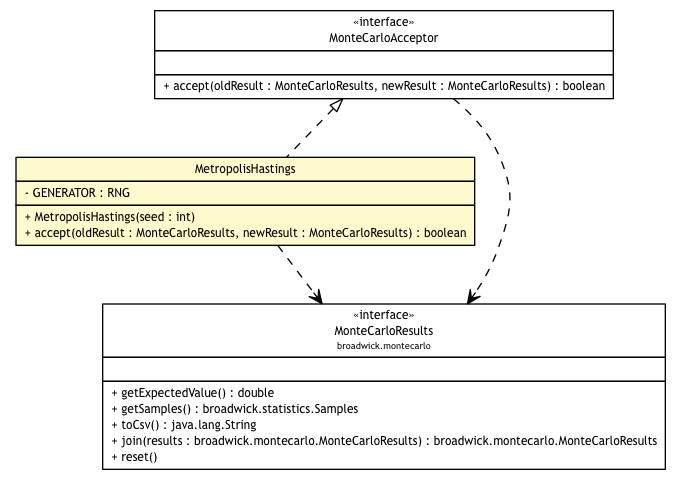 «interface»
MonteCarloAcceptor
+ accept(oldResult : MonteCarloResults, newResult : MonteCarloResults) : boolean
MetropolisHastings
- GENERATOR : RNG
+ MetropolisHastings(seed : int)
+ accept(oldResult : MonteCarloResults, newResult : MonteCarloResults) : boolean
«interface»
MonteCarloResults
broadwick.montecarlo
+ getExpectedValue() : double
+ getSamples() : broadwick.statistics.Samples
+ toCsv() : java.lang.String
+ join(results : broadwick.montecarlo.MonteCarloResults) : broadwick.montecarlo.MonteCarloResults
+ reset()